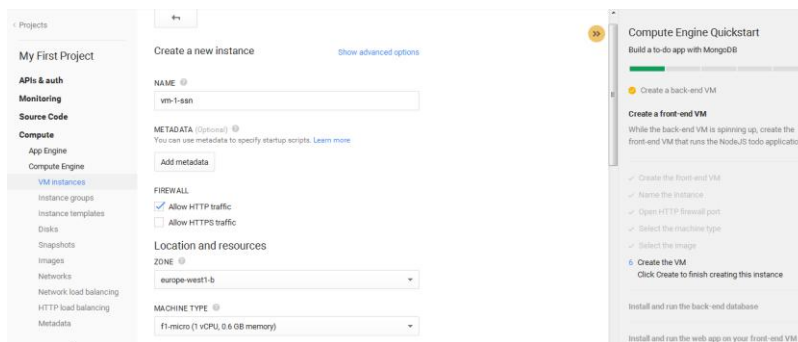 < Projects
My First Project
APIs & auth
Monitoring
Source Code
Compute
App Engine
Compute Engine
VM instances
Instance groups
Instance templates
Disks
Snapshots
Images
Networks
Network load balancing
HTTP load balancing
Metadata
Create a new instance
Show advanced options
NAME
vm-1-ssn
METADATA (Optional)
You can use metadata to specify startup scripts. Learn more
Add metadata
FIREWALL
Allow HTTP traffic
Allow HTTPS traffic
Location and resources
ZONE
europe-west1-b
MACHINE TYPE
f1-micro (1 vCPU, 0.6 GB memory)
Compute Engine Quickstart
Build a to-do app with MongoDB
Create a back-end VM
Create a front-end VM
While the back-end VM is spinning up, create the
front-end VM that runs the NodeJS todo applicatio
Create the front-end VM
Name the instance
Open HTTP firewall port
Select the machine type
Select the image
6 Create the VM
Click Create to finish creating this instance
Install and run the back-end database
Install and run the web app on your front-end VM